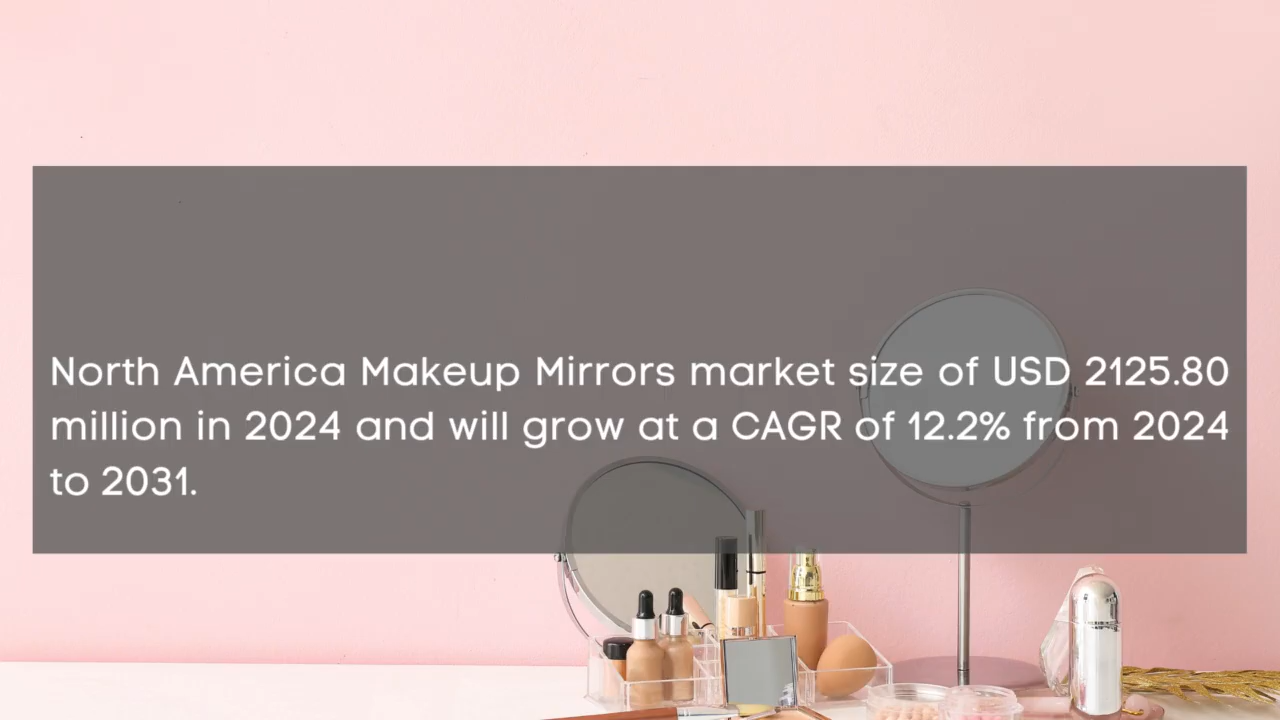 North America Makeup Mirrors market size of USD 2125.80
million in 2024 and will grow at a CAGR of 12.2% from 2024
to 2031.